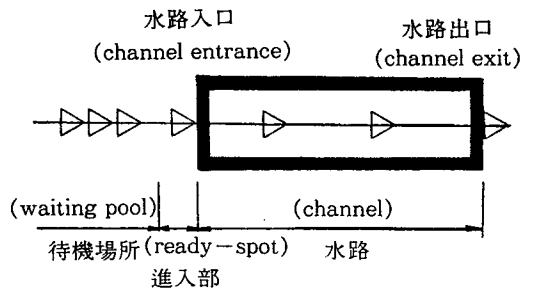 水路入口
(channel entrance)
水路出口
(channel exit)
(waiting pool)
(channel)
待機場所
(ready-spot)
水路
進入部